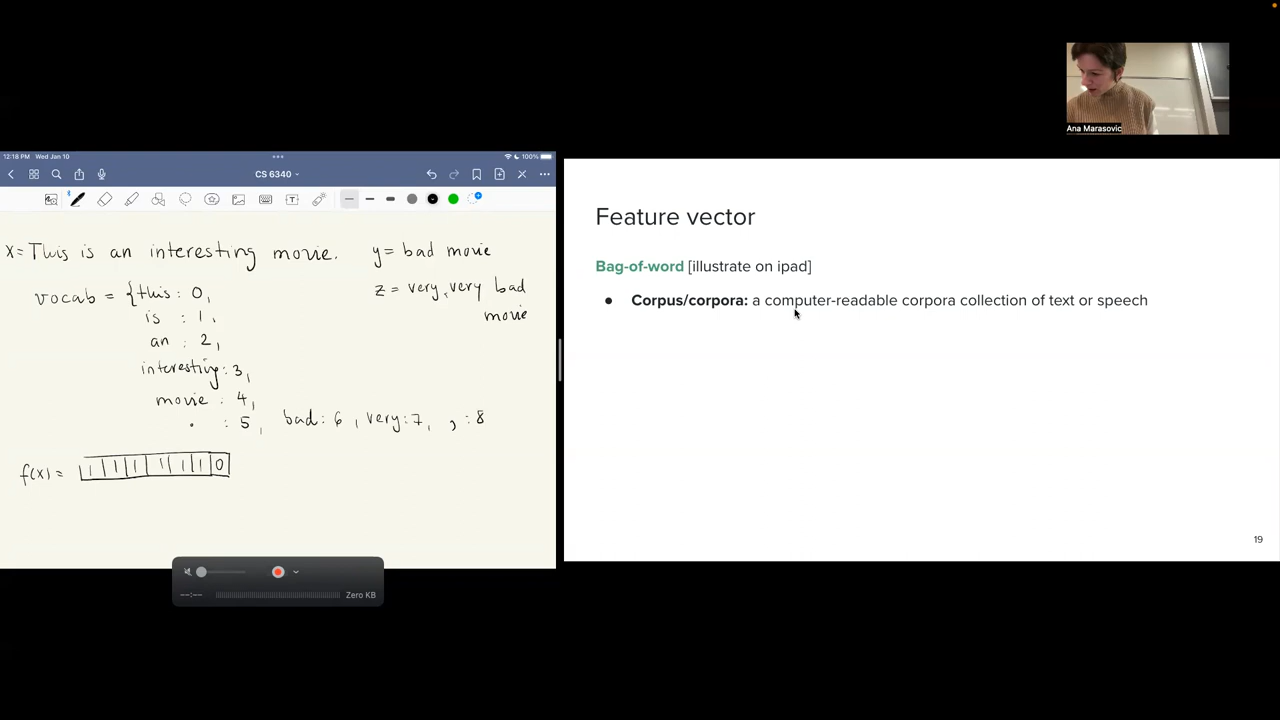 Ana Marasovic
12:18 PM Wed Jan 10
100%
CS 6340
x = This is an interesting movie. y = bad movie
vocab = {this: 0, z = very, very bad
is : 1, movie
an : 2,
interesting: 3,
movie : 4,
. : 5, bad: 6, very: 7, , : 8
f(x) = 1 1 1 1 1 1 0
--:-- Zero KB
Feature vector
Bag-of-word [illustrate on ipad]
● Corpus/corpora: a computer-readable corpora collection of text or speech
19